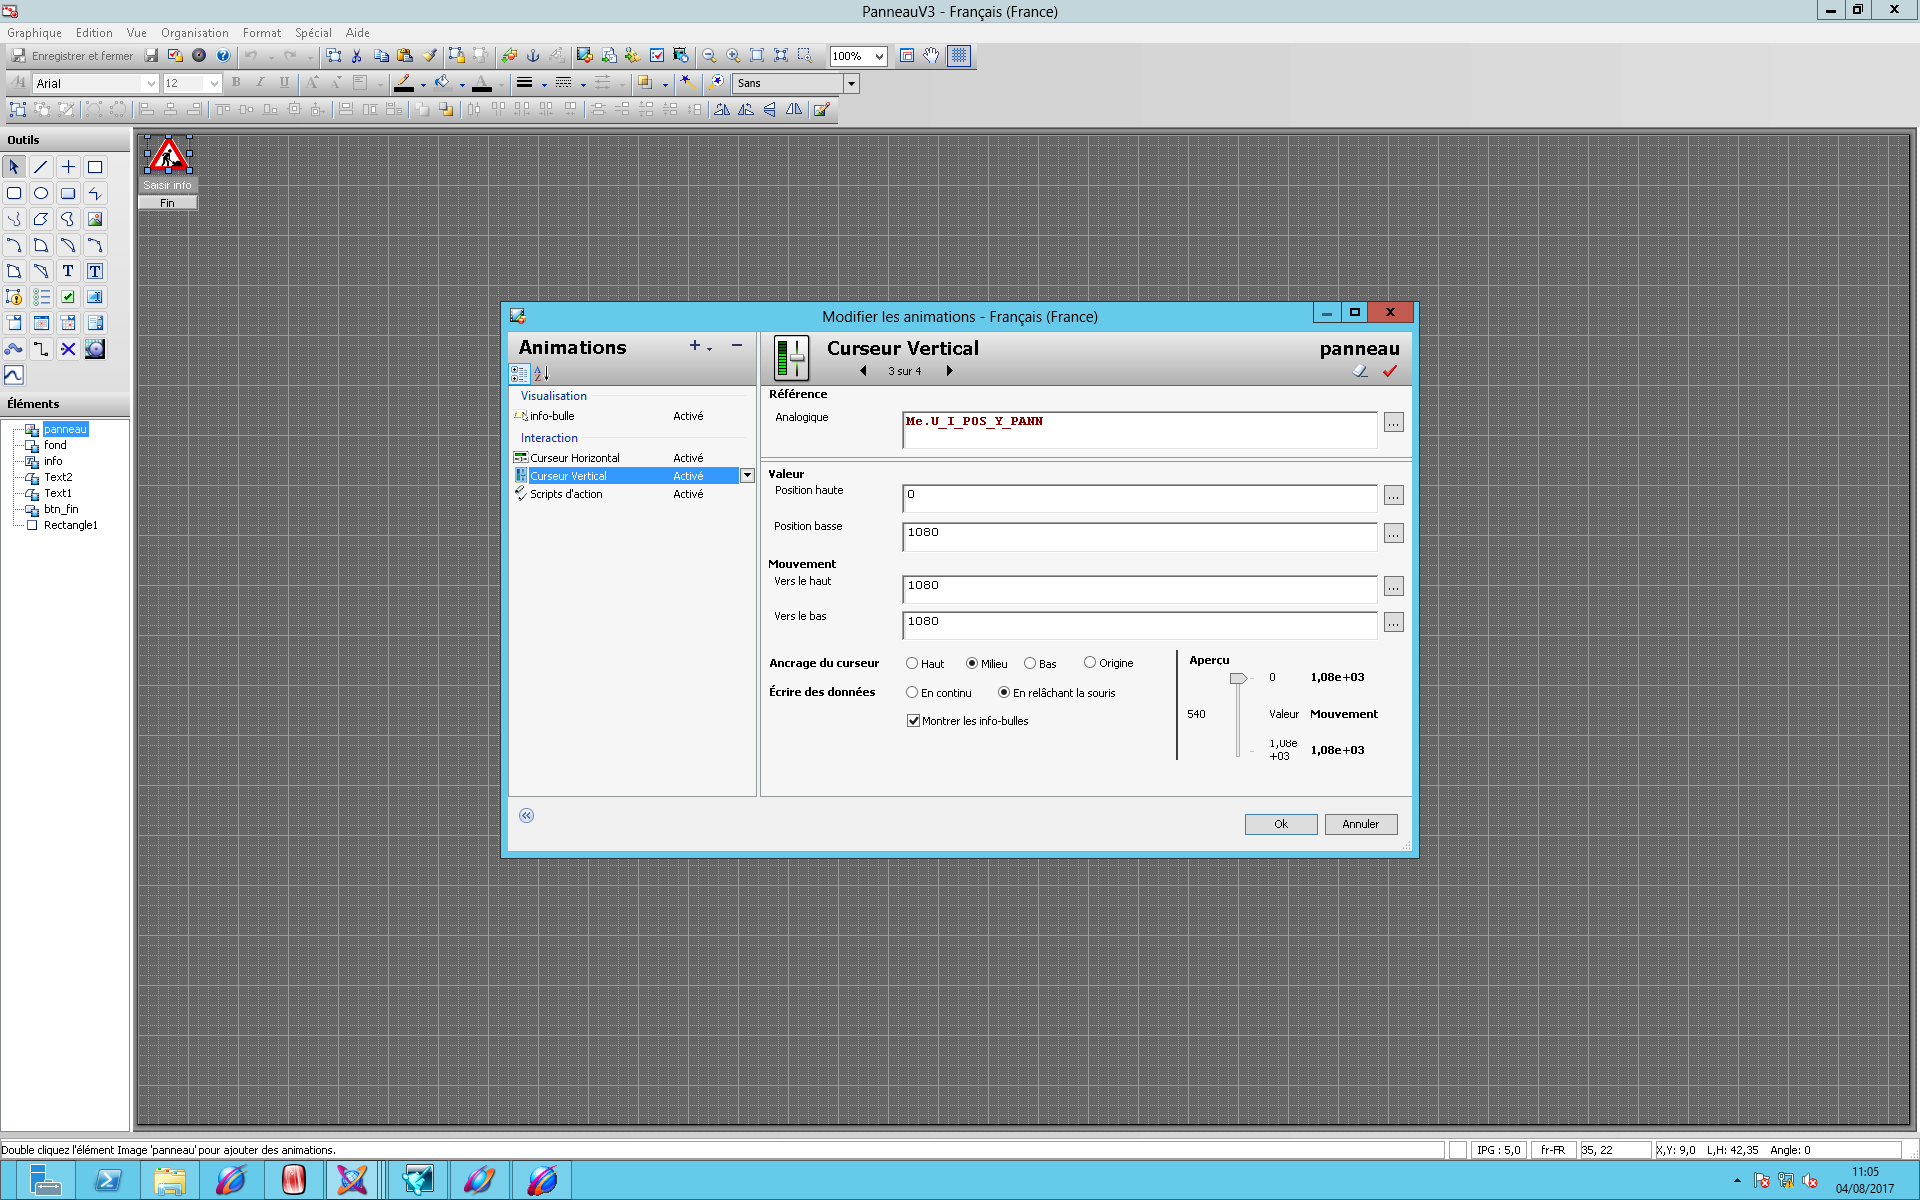 PanneauV3 - Français (France)
Graphique Edition Vue Organisation Format Spécial Aide
Enregistrer et fermer 100%
Arial 12 B I U Sans
Outils
Saisir info
Fin
Éléments
panneau
fond
info
Text2
Text1
btn_fin
Rectangle1
Modifier les animations - Français (France)
Animations
Visualisation
info-bulle Activé
Interaction
Curseur Horizontal Activé
Curseur Vertical Activé
Scripts d'action Activé
Curseur Vertical panneau
3 sur 4
Référence
Analogique Me.U_I_POS_Y_PANN ...
Valeur
Position haute 0 ...
Position basse 1080 ...
Mouvement
Vers le haut 1080 ...
Vers le bas 1080 ...
Ancrage du curseur Haut Milieu Bas Origine
Écrire des données En continu En relâchant la souris
Montrer les info-bulles
Aperçu
0 1,08e+03
540 Valeur Mouvement
1,08e
+03 1,08e+03
Ok Annuler
Double cliquez l'élément Image 'panneau' pour ajouter des animations. IPG : 5,0 fr-FR 35, 22 X,Y: 9,0 L,H: 42,35 Angle: 0
11:05
04/08/2017